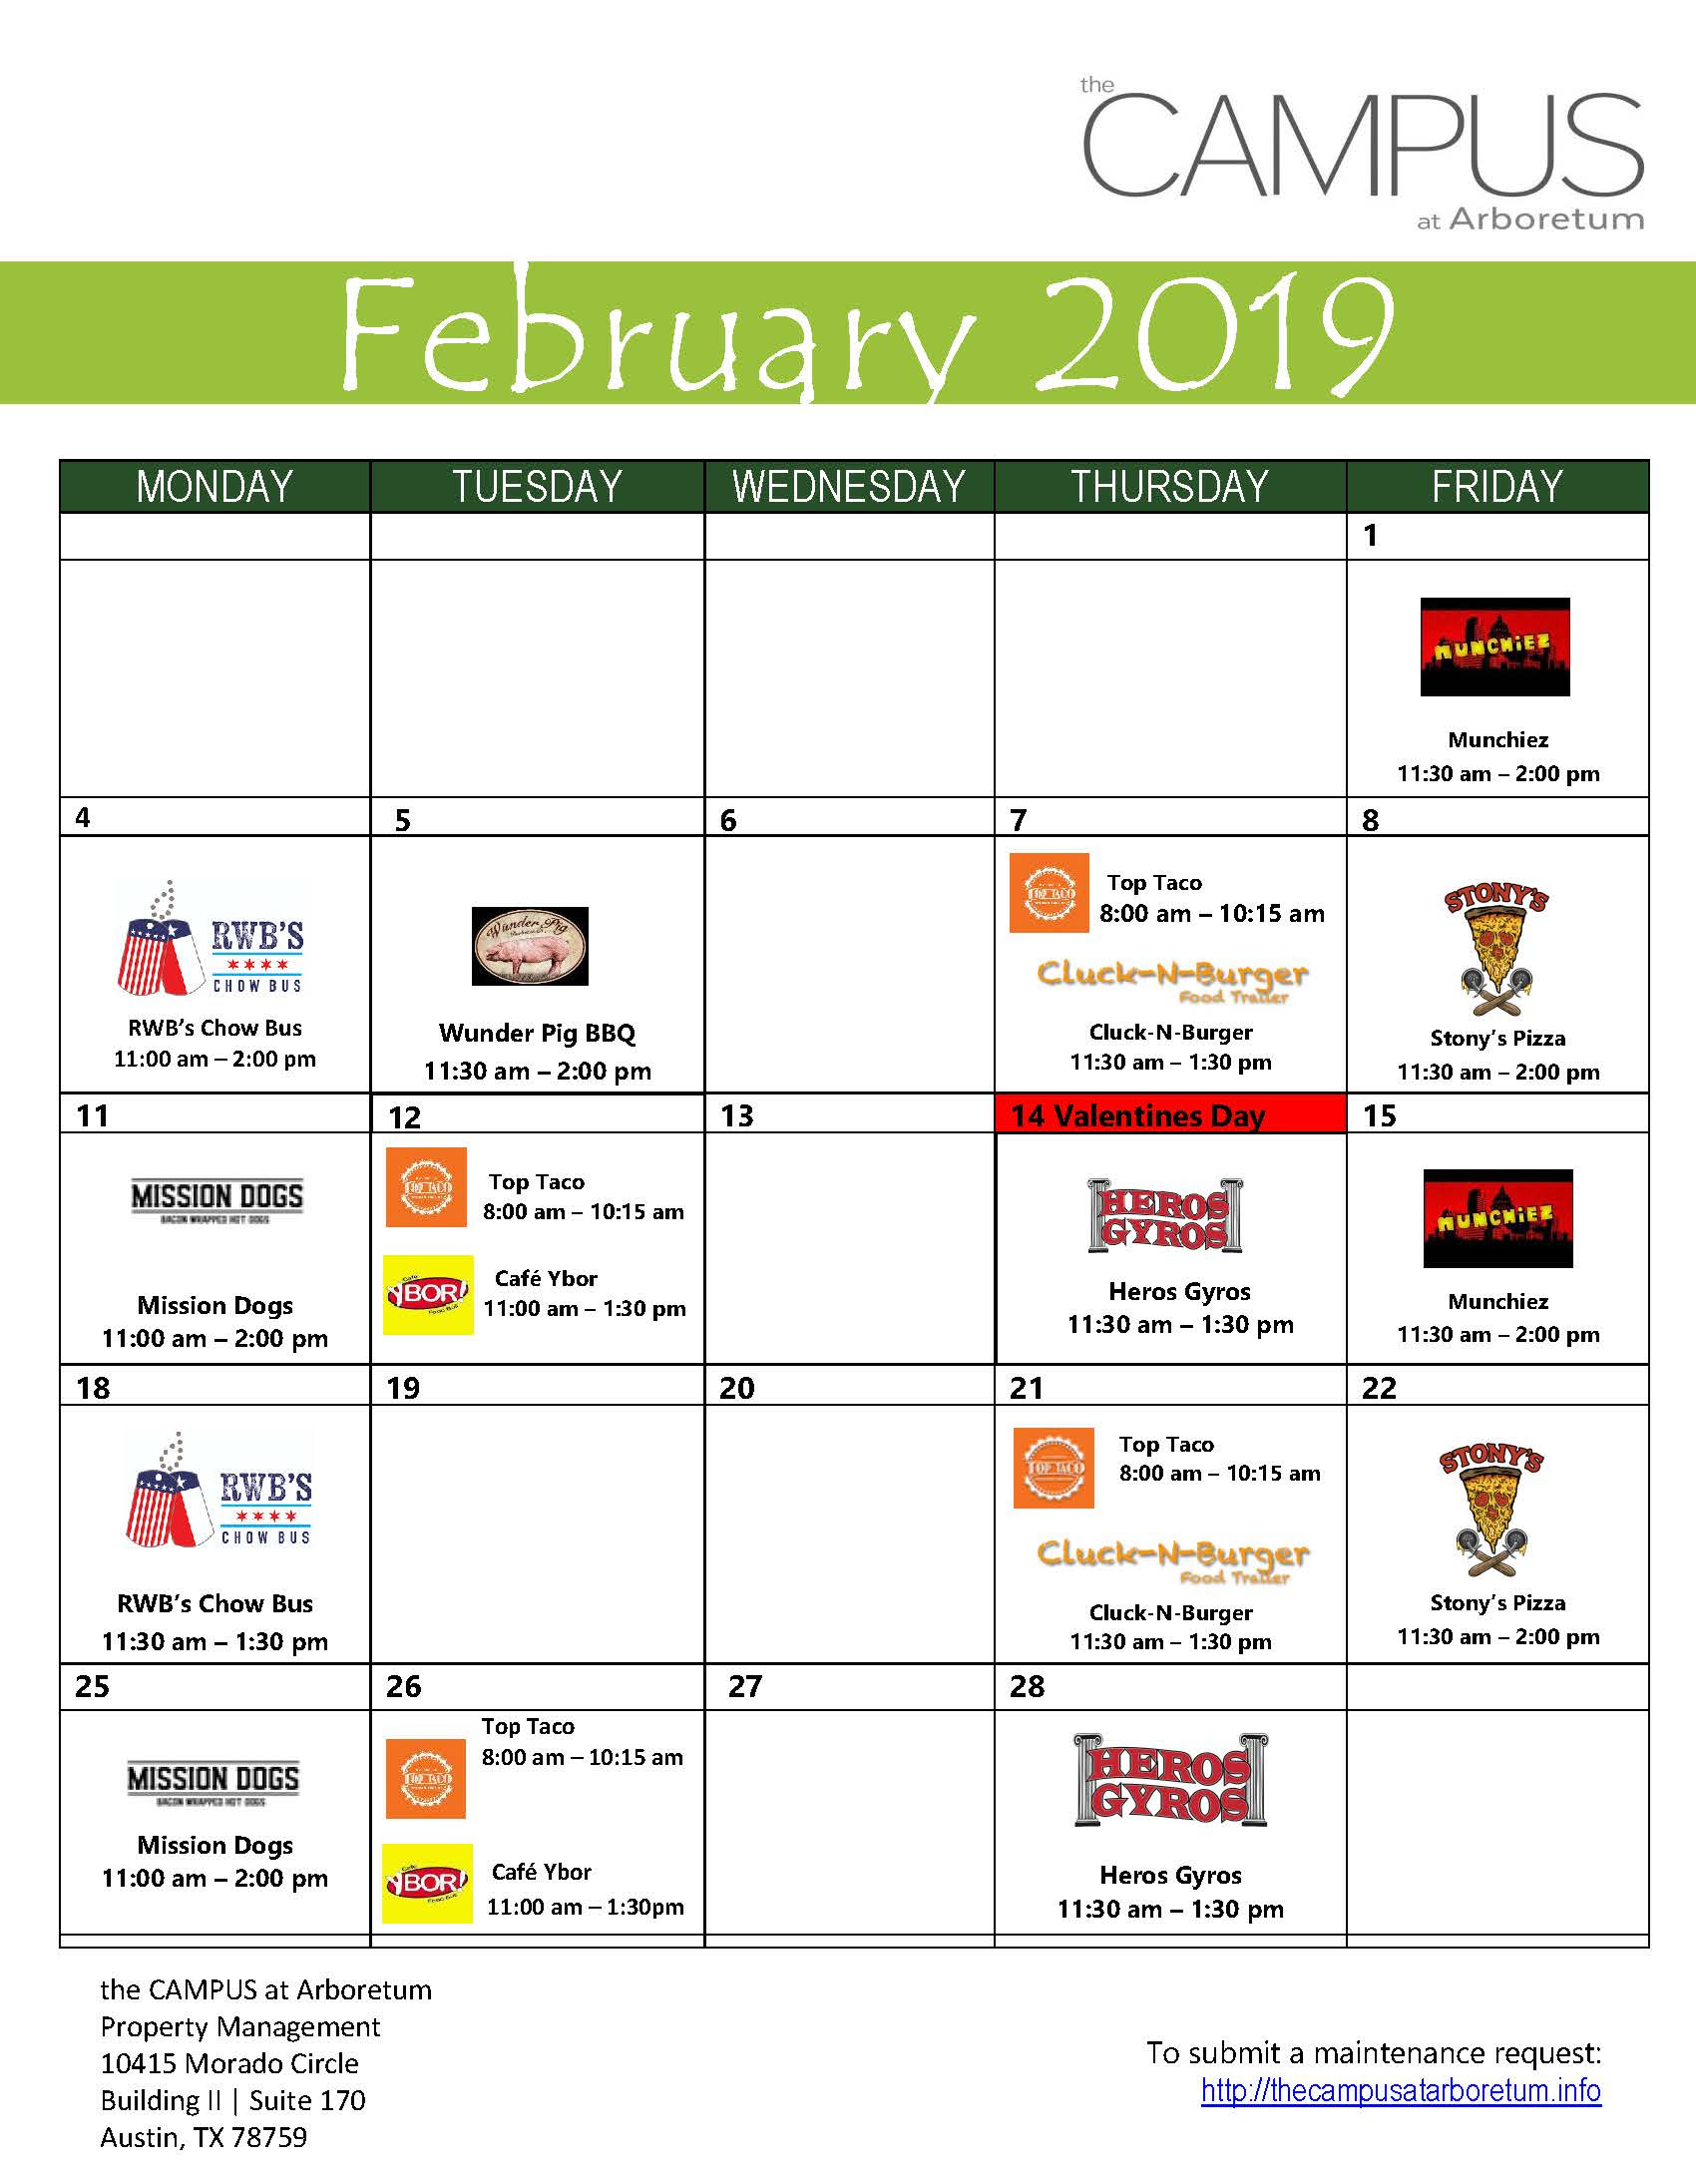 the
CAMPUS
at Arboretum
February 2019
MONDAY TUESDAY WEDNESDAY THURSDAY FRIDAY
1
MUNCHiEZ
Munchiez
11:30 am – 2:00 pm
4 5 6 7 8
RWB'S
CHOW BUS
RWB's Chow Bus
11:00 am – 2:00 pm
Wunder Pig
Wunder Pig BBQ
11:30 am – 2:00 pm
TOP TACO
Top Taco
8:00 am – 10:15 am
Cluck-N-Burger
Food Trailer
Cluck-N-Burger
11:30 am – 1:30 pm
STONY'S
Stony's Pizza
11:30 am – 2:00 pm
11 12 13 14 Valentines Day 15
MISSION DOGS
BACON WRAPPED HOT DOGS
Mission Dogs
11:00 am – 2:00 pm
TOP TACO
Top Taco
8:00 am – 10:15 am
Cafe
YBOR!
Food Bus
Café Ybor
11:00 am – 1:30 pm
HEROS
GYROS
Heros Gyros
11:30 am – 1:30 pm
MUNCHiEZ
Munchiez
11:30 am – 2:00 pm
18 19 20 21 22
RWB'S
CHOW BUS
RWB's Chow Bus
11:30 am – 1:30 pm
TOP TACO
Top Taco
8:00 am – 10:15 am
Cluck-N-Burger
Food Trailer
Cluck-N-Burger
11:30 am – 1:30 pm
STONY'S
Stony's Pizza
11:30 am – 2:00 pm
25 26 27 28
MISSION DOGS
BACON WRAPPED HOT DOGS
Mission Dogs
11:00 am – 2:00 pm
Top Taco
8:00 am – 10:15 am
TOP TACO
Cafe
YBOR!
Food Bus
Café Ybor
11:00 am – 1:30pm
HEROS
GYROS
Heros Gyros
11:30 am – 1:30 pm
the CAMPUS at Arboretum
Property Management
10415 Morado Circle
Building II | Suite 170
Austin, TX 78759
To submit a maintenance request:
http://thecampusatarboretum.info